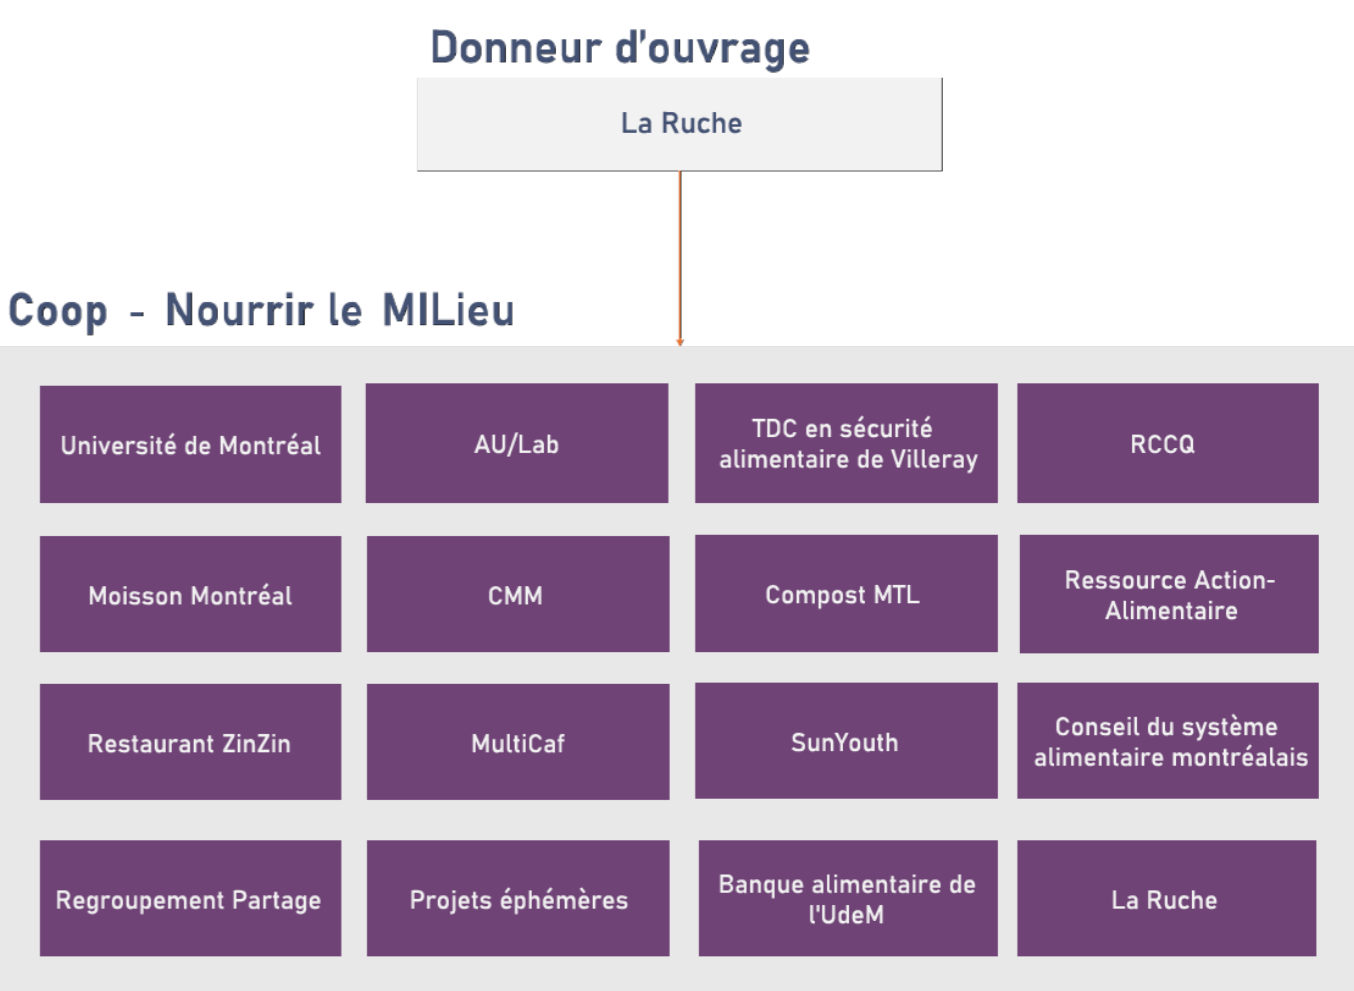 Donneur d'ouvrage
La Ruche
Coop - Nourrir le MILieu
Université de Montréal
AU/Lab
TDC en sécurité
alimentaire de Villeray
RCCQ
Moisson Montréal
CMM
Compost MTL
Ressource Action-
Alimentaire
Restaurant ZinZin
MultiCaf
SunYouth
Conseil du système
alimentaire montréalais
Regroupement Partage
Projets éphémères
Banque alimentaire de
l'UdeM
La Ruche